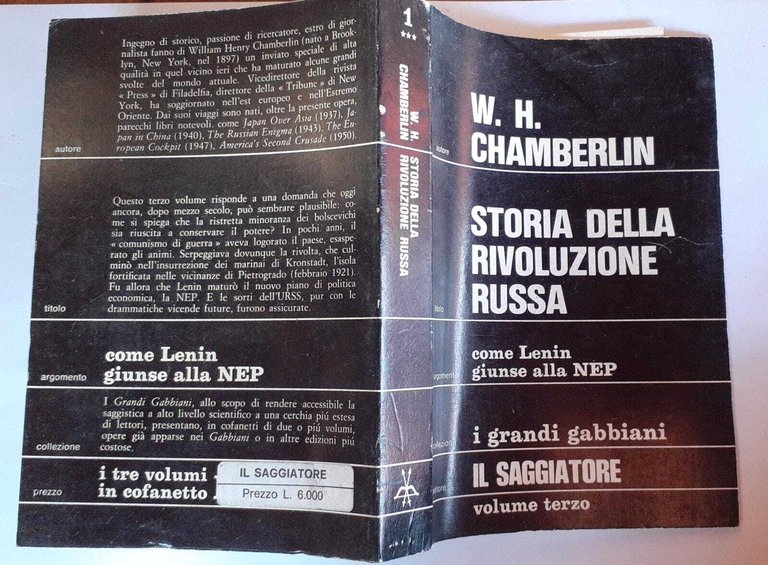 Ingegno di storico, passione di ricercatore, estro di gior-
nalista fanno di William Henry Chamberlin (nato a Brook-
lyn, New York, nel 1897) un inviato speciale di alta
qualità in quel vicino ieri che ha maturato alcune grandi
svolte del mondo attuale. Vicedirettore della rivista
« Press » di Filadelfia, direttore della « Tribune » di New
York, ha soggiornato nell'est europeo e nell'Estremo
Oriente. Dai suoi viaggi sono nati, oltre la presente opera,
parecchi libri notevoli, come Japan Over Asia (1937), Ja-
pan in China (1940), The Russian Enigma (1943), The Eu-
ropean Cockpit (1947), America's Second Crusade (1950).
autore
Questo terzo volume risponde a una domanda che oggi
ancora, dopo mezzo secolo, può sembrare plausibile: co-
me si spiega che la ristretta minoranza dei bolscevichi
sia riuscita a conservare il potere? In pochi anni, il
« comunismo di guerra » aveva logorato il paese, esaspe-
rato gli animi. Serpeggiava dovunque la rivolta, che cul-
minò nell'insurrezione dei marinai di Kronstadt, l'isola
fortificata nelle vicinanze di Pietrogrado (febbraio 1921).
Fu allora che Lenin maturò il nuovo piano di politica
economica, la NEP. E le sorti dell'URSS, pur con le
drammatiche vicende future, furono assicurate.
titolo
come Lenin
giunse alla NEP
argomento
I Grandi Gabbiani, allo scopo di rendere accessibile la
saggistica a alto livello scientifico a una cerchia piú estesa
di lettori, presentano, in cofanetti di due o piú volumi,
opere già apparse nei Gabbiani o in altre edizioni piú
costose.
collezione
i tre volumi
in cofanetto
prezzo
IL SAGGIATORE
Prezzo L. 6.000
1
***
W. H.
CHAMBERLIN
STORIA DELLA
RIVOLUZIONE RUSSA
W. H.
CHAMBERLIN
autore
STORIA DELLA
RIVOLUZIONE
RUSSA
titolo
come Lenin
giunse alla NEP
argomento
i grandi gabbiani
collezione
IL SAGGIATORE
editore
volume terzo